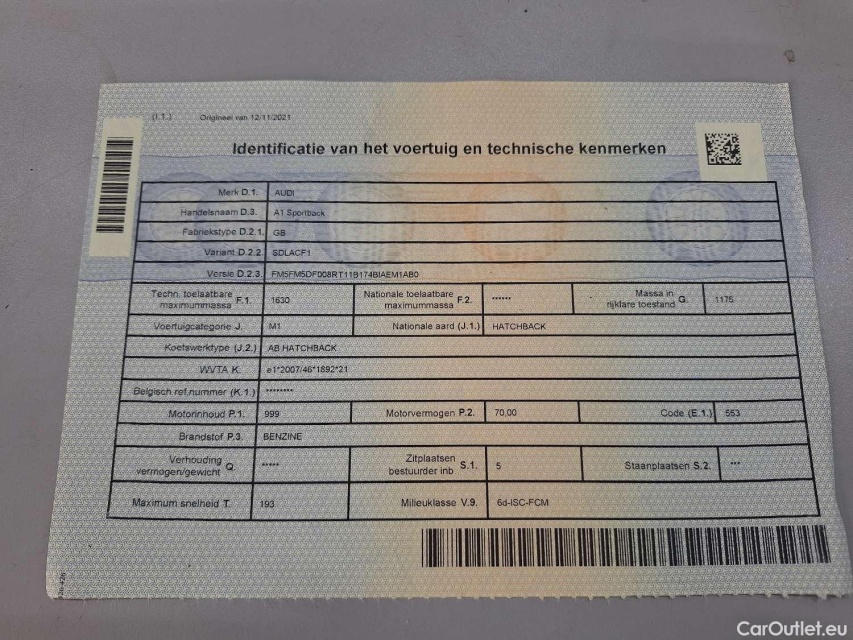 (I.1.) Origineel van 12/11/2021
Identificatie van het voertuig en technische kenmerken
Merk D.1. AUDI
Handelsnaam D.3. A1 Sportback
Fabriekstype D.2.1. GB
Variant D.2.2. SDLACF1
Versie D.2.3. FM5FM5DF008RT11B174BIAEM1AB0
Techn. toelaatbare maximummassa F.1. 1630 Nationale toelaatbare maximummassa F.2. ****** Massa in rijklare toestand G. 1175
Voertuigcategorie J. M1 Nationale aard (J.1.) HATCHBACK
Koetswerktype (J.2.) AB HATCHBACK
WVTA K. e1*2007/46*1892*21
Belgisch ref.nummer (K.1.) ********
Motorinhoud P.1. 999 Motorvermogen P.2. 70,00 Code (E.1.) 553
Brandstof P.3. BENZINE
Verhouding vermogen/gewicht Q. ***** Zitplaatsen bestuurder inb. S.1. 5 Staanplaatsen S.2. ***
Maximum snelheid T. 193 Milieuklasse V.9. 6d-ISC-FCM
CarOutlet.eu